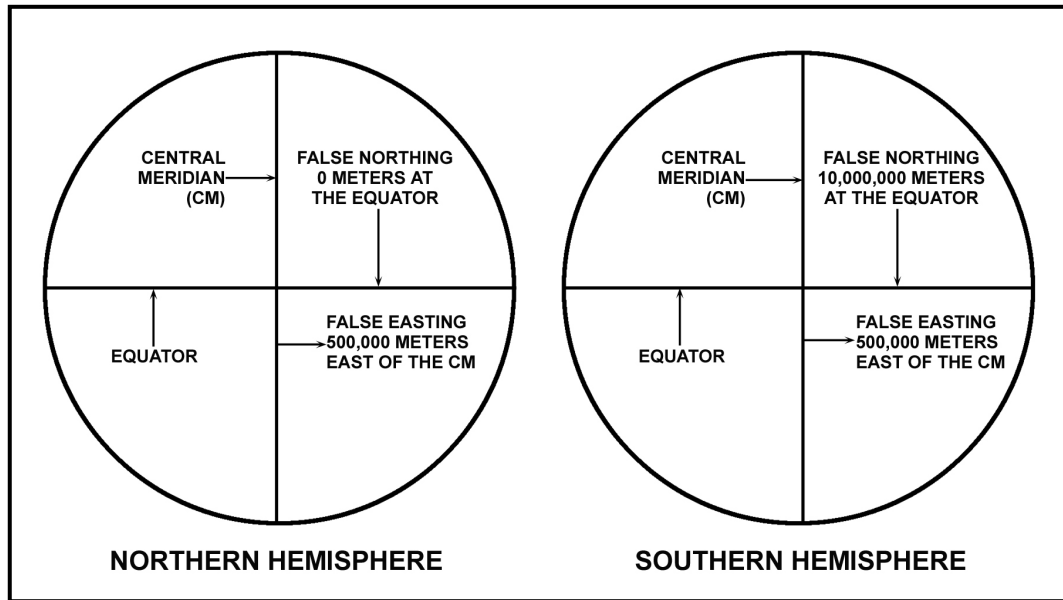 CENTRAL
MERIDIAN
(CM)
FALSE NORTHING
0 METERS AT
THE EQUATOR
EQUATOR
FALSE EASTING
500,000 METERS
EAST OF THE CM
NORTHERN HEMISPHERE
CENTRAL
MERIDIAN
(CM)
FALSE NORTHING
10,000,000 METERS
AT THE EQUATOR
EQUATOR
FALSE EASTING
500,000 METERS
EAST OF THE CM
SOUTHERN HEMISPHERE